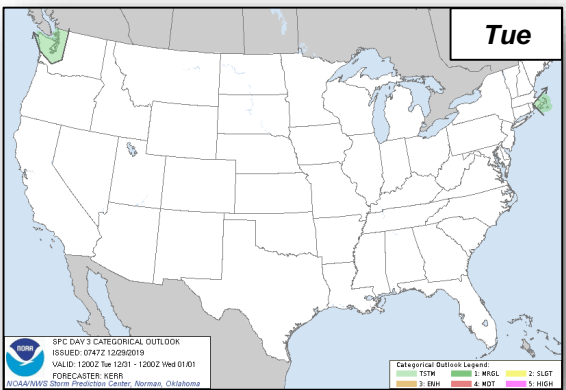 Tue
NOAA
SPC DAY 3 CATEGORICAL OUTLOOK
ISSUED: 0747Z 12/29/2019
VALID: 1200Z Tue 12/31 - 1200Z Wed 01/01
FORECASTER: KERR
NOAA/NWS Storm Prediction Center, Norman, Oklahoma
Categorical Outlook Legend:
TSTM 1: MRGL 2: SLGT
3: ENH 4: MDT 5: HIGH